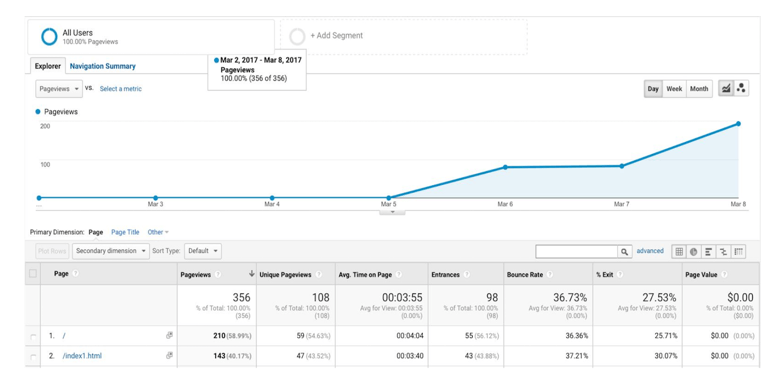 All Users
100.00% Pageviews
+ Add Segment
Explorer Navigation Summary
Mar 2, 2017 - Mar 8, 2017
Pageviews
100.00% (356 of 356)
Pageviews vs. Select a metric
Day Week Month
Pageviews
200
100
... Mar 3 Mar 4 Mar 5 Mar 6 Mar 7 Mar 8
Primary Dimension: Page Page Title Other
Plot Rows Secondary dimension Sort Type: Default advanced
Page ? Pageviews ? Unique Pageviews ? Avg. Time on Page ? Entrances ? Bounce Rate ? % Exit ? Page Value ?
356 108 00:03:55 98 36.73% 27.53% $0.00
% of Total: 100.00% % of Total: 100.00% Avg for View: 00:03:55 % of Total: 100.00% Avg for View: 36.73% Avg for View: 27.53% % of Total: 0.00%
(356) (108) (0.00%) (98) (0.00%) (0.00%) ($0.00)
1. / 210 (58.99%) 59 (54.63%) 00:04:04 55 (56.12%) 36.36% 25.71% $0.00 (0.00%)
2. /index1.html 143 (40.17%) 47 (43.52%) 00:03:40 43 (43.88%) 37.21% 30.07% $0.00 (0.00%)